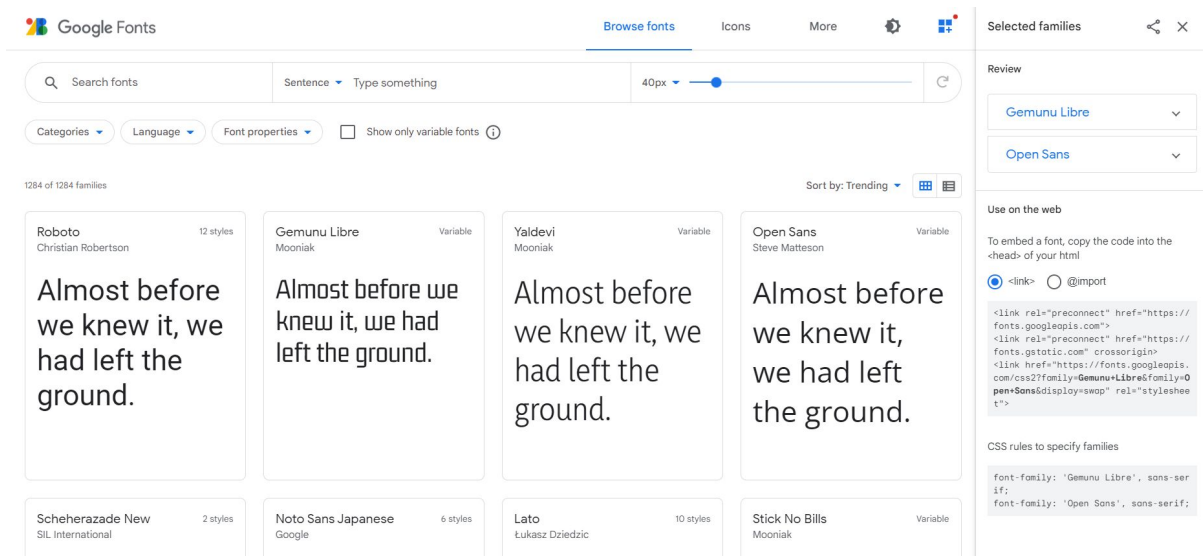 Google Fonts
Browse fonts
Icons
More
Search fonts
Sentence
Type something
40px
Categories
Language
Font properties
Show only variable fonts
1284 of 1284 families
Sort by: Trending
Roboto
12 styles
Christian Robertson
Almost before
we knew it, we
had left the
ground.
Gemunu Libre
Variable
Mooniak
Almost before we
knew it, we had
left the ground.
Yaldevi
Variable
Mooniak
Almost before
we knew it, we
had left the
ground.
Open Sans
Variable
Steve Matteson
Almost before
we knew it,
we had left
the ground.
Scheherazade New
2 styles
SIL International
Noto Sans Japanese
6 styles
Google
Lato
10 styles
Łukasz Dziedzic
Stick No Bills
Variable
Mooniak
Selected families
Review
Gemunu Libre
Open Sans
Use on the web
To embed a font, copy the code into the
<head> of your html
<link>
@import
<link rel="preconnect" href="https://
fonts.googleapis.com">
<link rel="preconnect" href="https://
fonts.gstatic.com" crossorigin>
<link href="https://fonts.googleapis.
com/css2?family=Gemunu+Libre&family=O
pen+Sans&display=swap" rel="styleshee
t">
CSS rules to specify families
font-family: 'Gemunu Libre', sans-ser
if;
font-family: 'Open Sans', sans-serif;